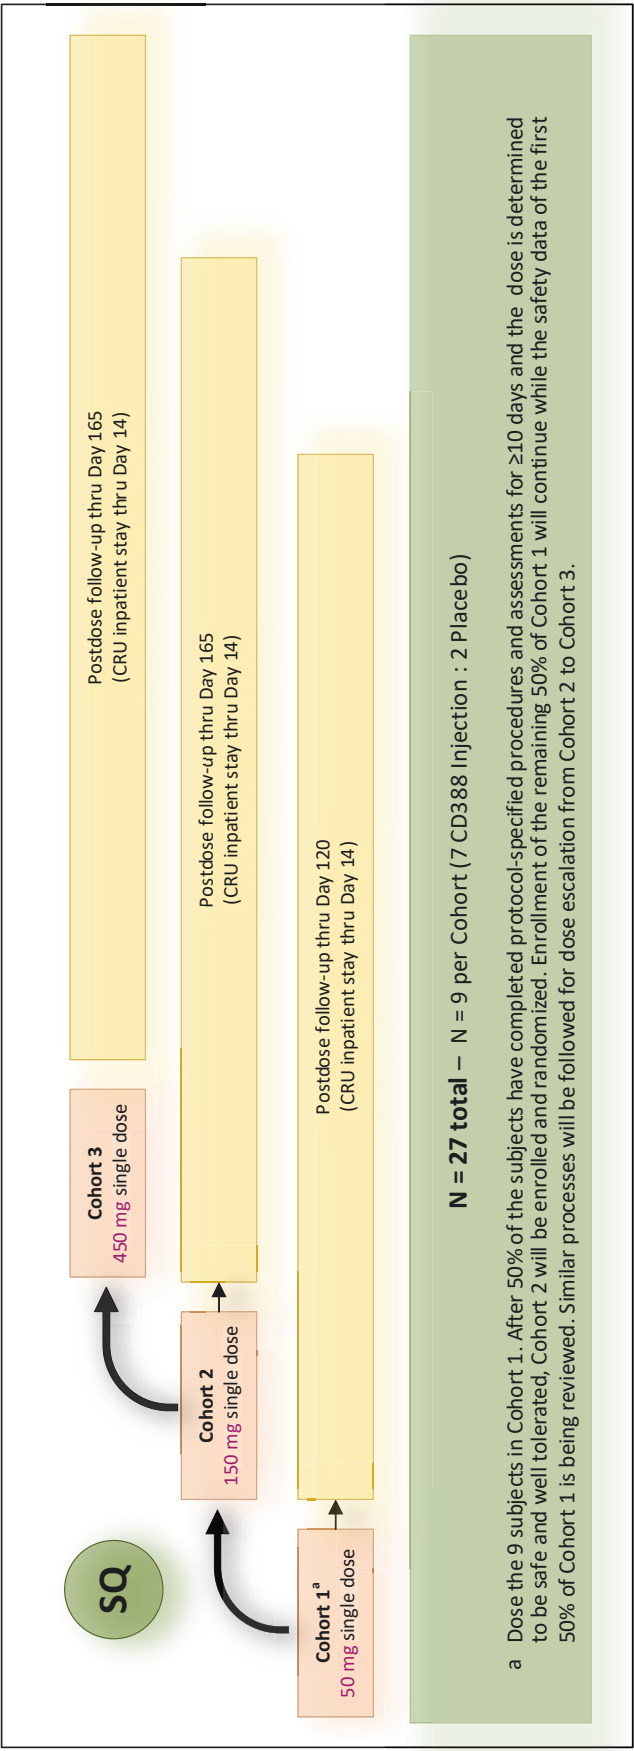 SQ
Cohort 3
450 mg single dose
Postdose follow-up thru Day 165
(CRU inpatient stay thru Day 14)
Cohort 2
150 mg single dose
Postdose follow-up thru Day 165
(CRU inpatient stay thru Day 14)
Cohort 1ᵃ
50 mg single dose
Postdose follow-up thru Day 120
(CRU inpatient stay thru Day 14)
N = 27 total – N = 9 per Cohort (7 CD388 Injection : 2 Placebo)
a Dose the 9 subjects in Cohort 1. After 50% of the subjects have completed protocol-specified procedures and assessments for ≥10 days and the dose is determined
to be safe and well tolerated, Cohort 2 will be enrolled and randomized. Enrollment of the remaining 50% of Cohort 1 will continue while the safety data of the first
50% of Cohort 1 is being reviewed. Similar processes will be followed for dose escalation from Cohort 2 to Cohort 3.